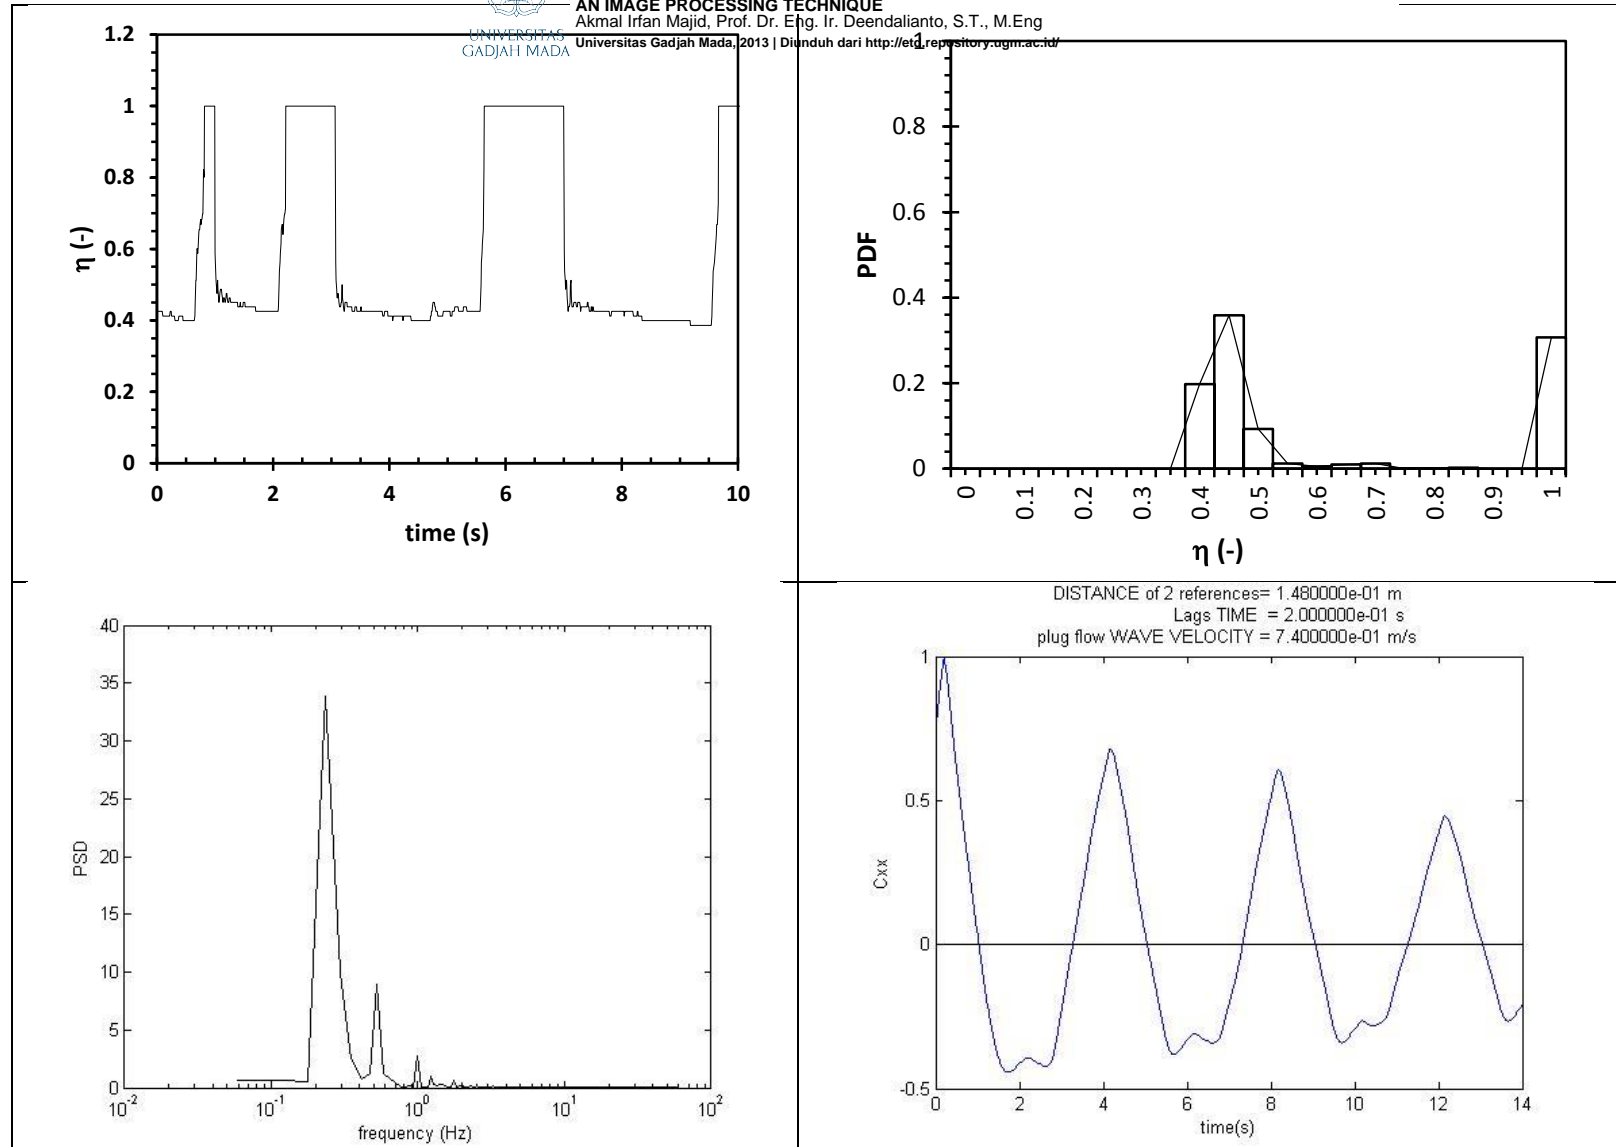 AN IMAGE PROCESSING TECHNIQUE
Akmal Irfan Majid, Prof. Dr. Eng. Ir. Deendalianto, S.T., M.Eng
UNIVERSITAS
GADJAH MADA
Universitas Gadjah Mada, 2013 | Diunduh dari http://etd.repository.ugm.ac.id/
1.2
1
0.8
0.6
0.4
0.2
0
η (-)
0 2 4 6 8 10
time (s)
1
0.8
0.6
0.4
0.2
0
PDF
0 0.1 0.2 0.3 0.4 0.5 0.6 0.7 0.8 0.9 1
η (-)
40
35
30
25
20
15
10
5
0
PSD
10⁻² 10⁻¹ 10⁰ 10¹ 10²
frequency (Hz)
DISTANCE of 2 references= 1.480000e-01 m
Lags TIME = 2.000000e-01 s
plug flow WAVE VELOCITY = 7.400000e-01 m/s
1
0.5
0
-0.5
Cxx
0 2 4 6 8 10 12 14
time(s)